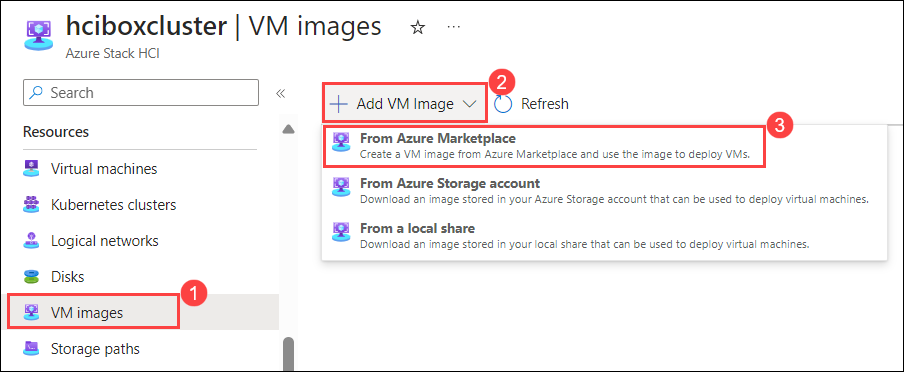 hciboxcluster | VM images ☆ ...
Azure Stack HCI
Search «
2
+ Add VM Image Refresh
3
Resources
From Azure Marketplace
Create a VM image from Azure Marketplace and use the image to deploy VMs.
Virtual machines
From Azure Storage account
Download an image stored in your Azure Storage account that can be used to deploy virtual machines.
Kubernetes clusters
From a local share
Download an image stored in your local share that can be used to deploy virtual machines.
Logical networks
Disks
1
VM images
Storage paths